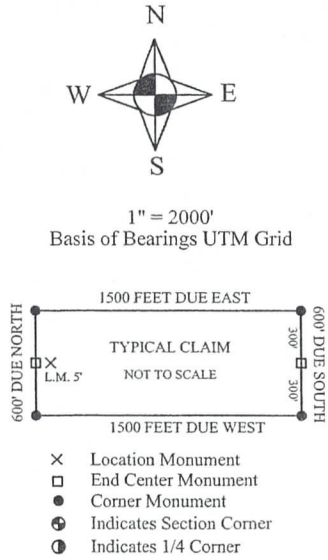 N
W E
S
1" = 2000'
Basis of Bearings UTM Grid
1500 FEET DUE EAST
600' DUE NORTH
TYPICAL CLAIM
NOT TO SCALE
L.M. 5'
300'
300'
600' DUE SOUTH
1500 FEET DUE WEST
Location Monument
End Center Monument
Corner Monument
Indicates Section Corner
Indicates 1/4 Corner